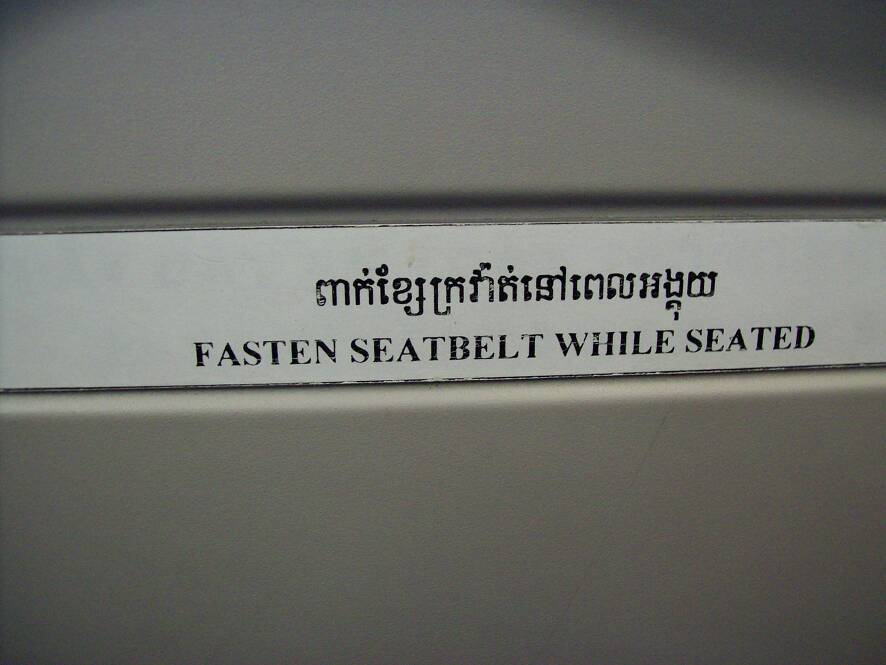 ពាក់ខ្សែក្រវ៉ាត់នៅពេលអង្គុយ
FASTEN SEATBELT WHILE SEATED